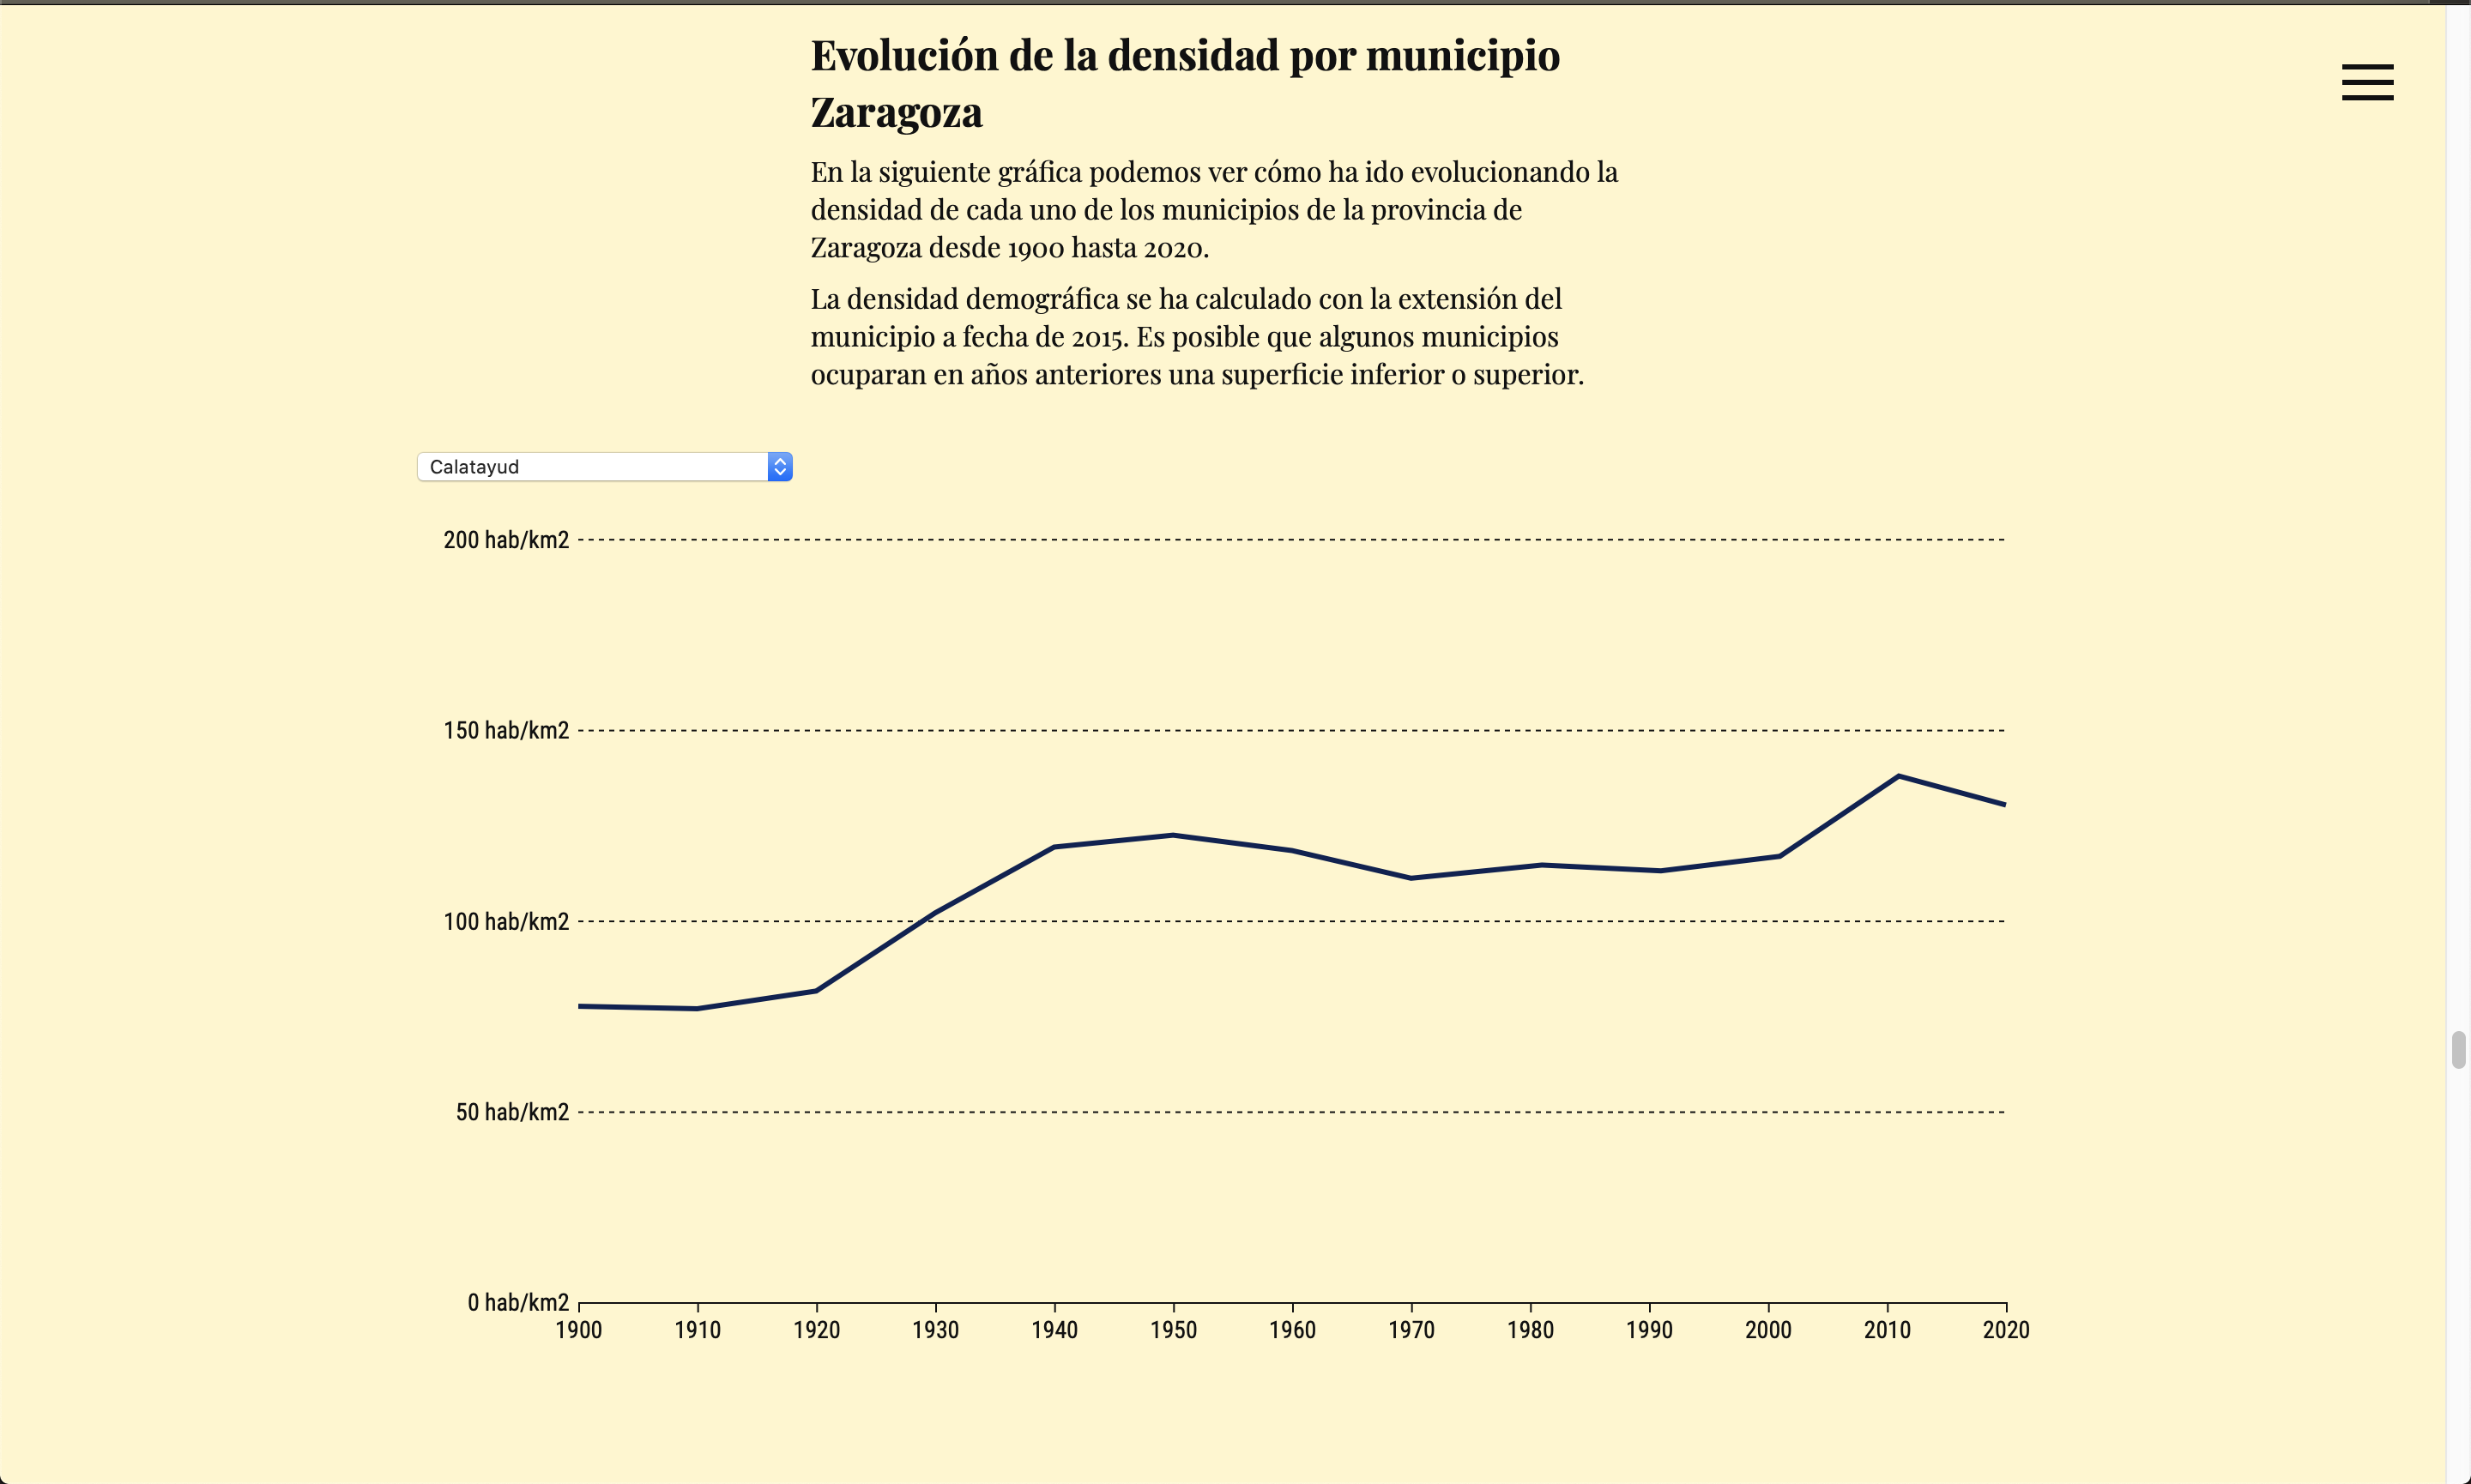 Evolución de la densidad por municipio
Zaragoza
En la siguiente gráfica podemos ver cómo ha ido evolucionando la
densidad de cada uno de los municipios de la provincia de
Zaragoza desde 1900 hasta 2020.
La densidad demográfica se ha calculado con la extensión del
municipio a fecha de 2015. Es posible que algunos municipios
ocuparan en años anteriores una superficie inferior o superior.
Calatayud
200 hab/km2
150 hab/km2
100 hab/km2
50 hab/km2
0 hab/km2
1900 1910 1920 1930 1940 1950 1960 1970 1980 1990 2000 2010 2020